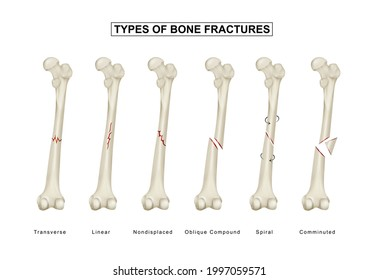 TYPES OF BONE FRACTURES
Transverse Linear Nondisplaced Oblique Compound Spiral Comminuted
shutterstock.com · 1997059571